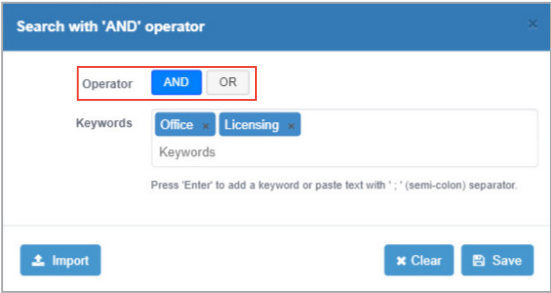 Search with 'AND' operator ×
Operator AND OR
Keywords Office × Licensing ×
Keywords
Press 'Enter' to add a keyword or paste text with ' ; ' (semi-colon) separator.
Import Clear Save